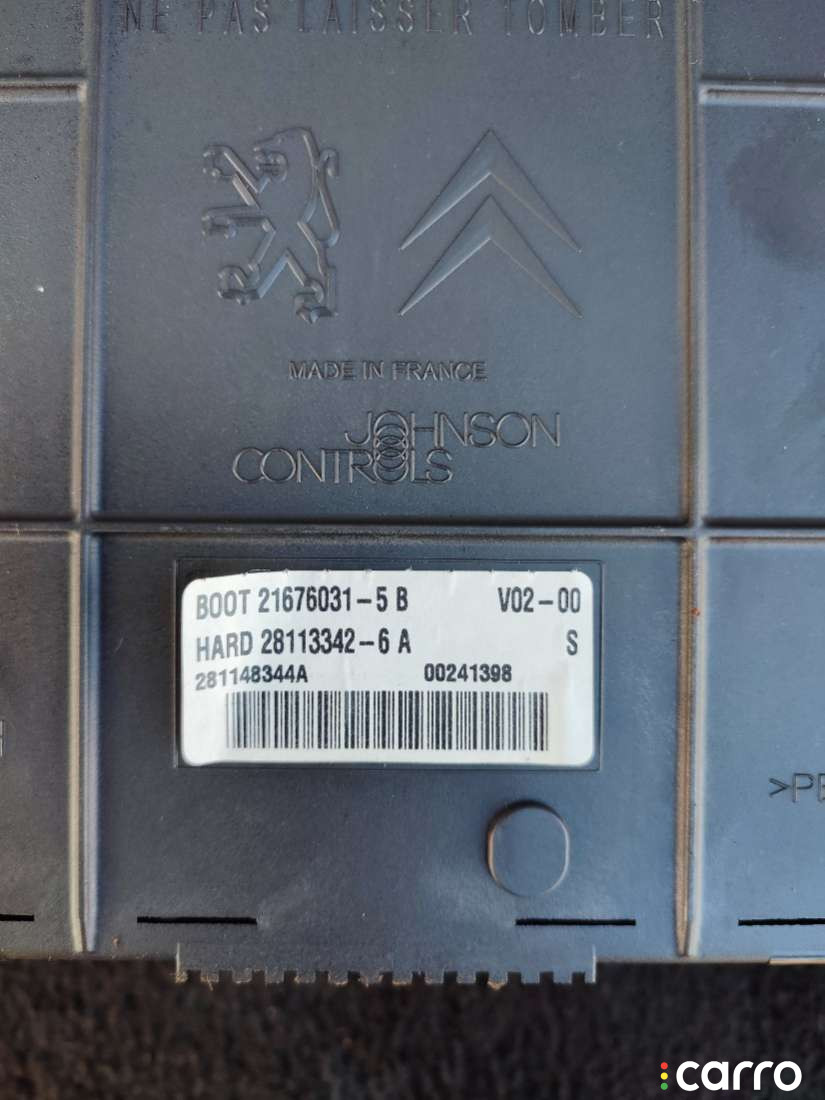 NE PAS LAISSER TOMBER
MADE IN FRANCE
JOHNSON
CONTROLS
BOOT 21676031-5 B V02-00
HARD 28113342-6 A S
281148344A 00241398
carro